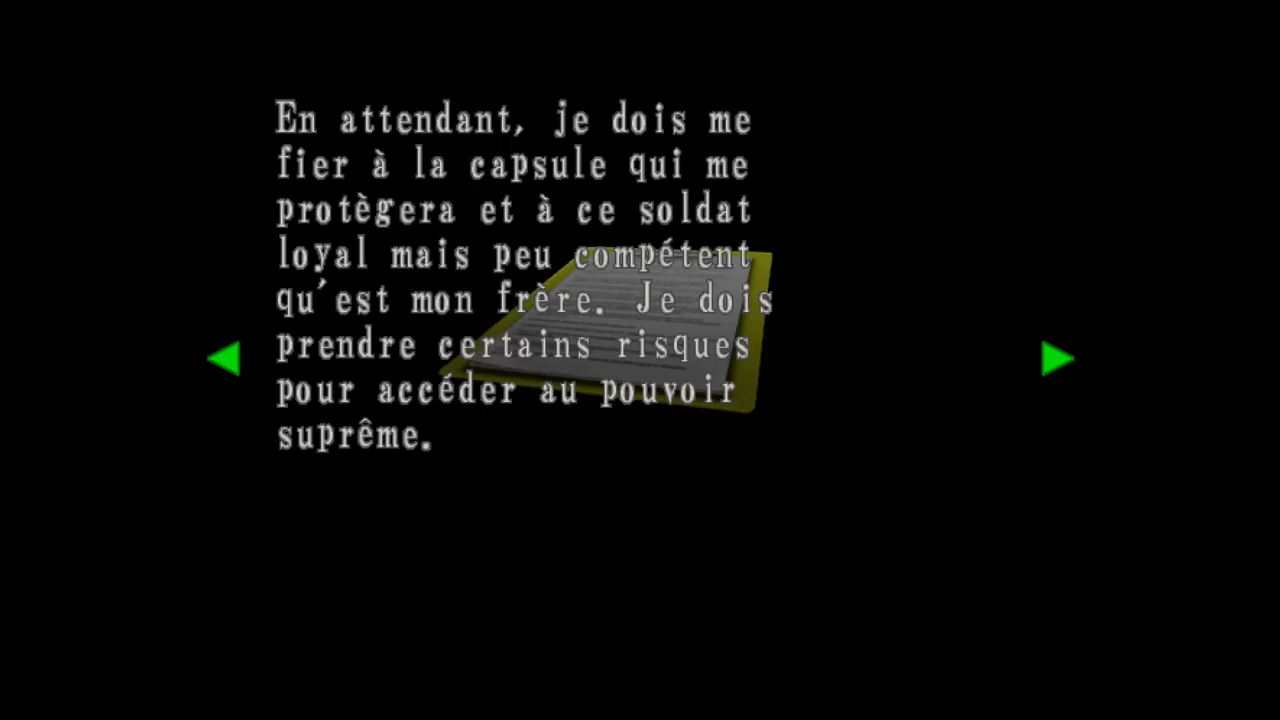 En attendant, je dois me
fier à la capsule qui me
protègera et à ce soldat
loyal mais peu compétent
qu'est mon frère. Je dois
prendre certains risques
pour accéder au pouvoir
suprême.